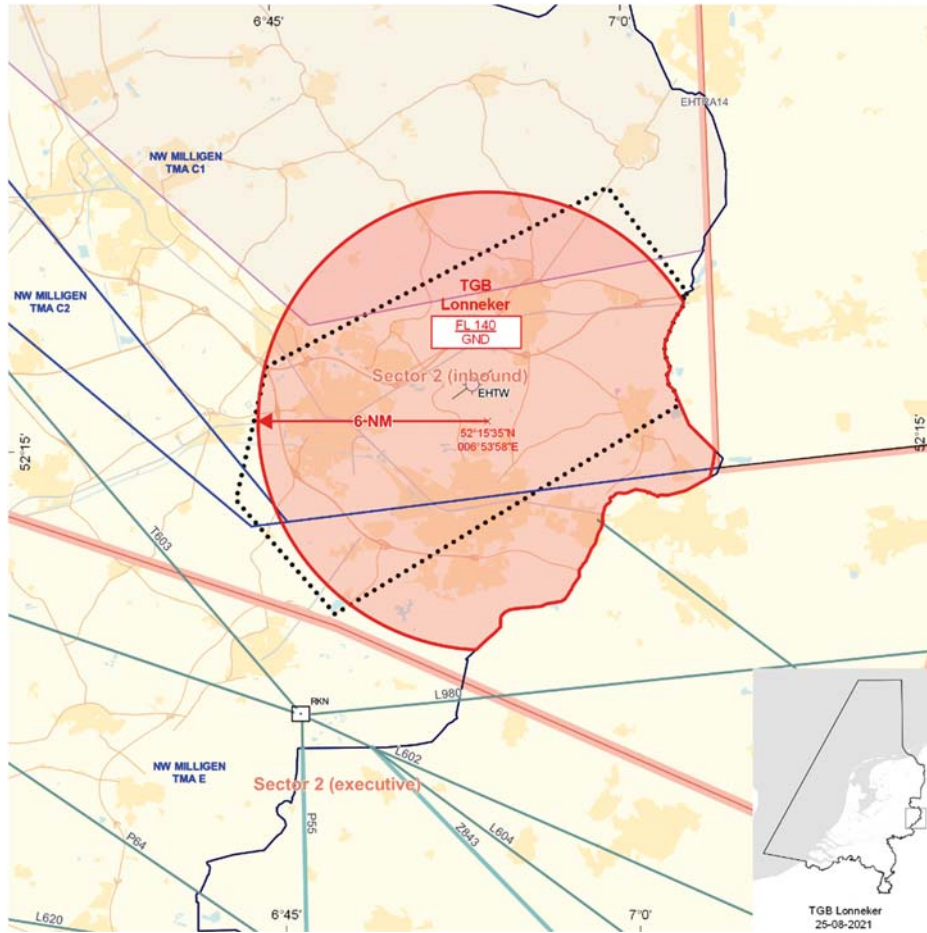 6°45'
7°0'
EHTRA14
NW MILLIGEN
TMA C1
NW MILLIGEN
TMA C2
TGB
Lonneker
FL 140
GND
Sector 2 (inbound)
EHTW
6-NM
52°15'35"N
006°53'58"E
52°15'
52°15'
T603
RKN
L980
L602
NW MILLIGEN
TMA E
Sector 2 (executive)
P55
P64
Z843
L604
L620
6°45'
7°0'
TGB Lonneker
25-08-2021